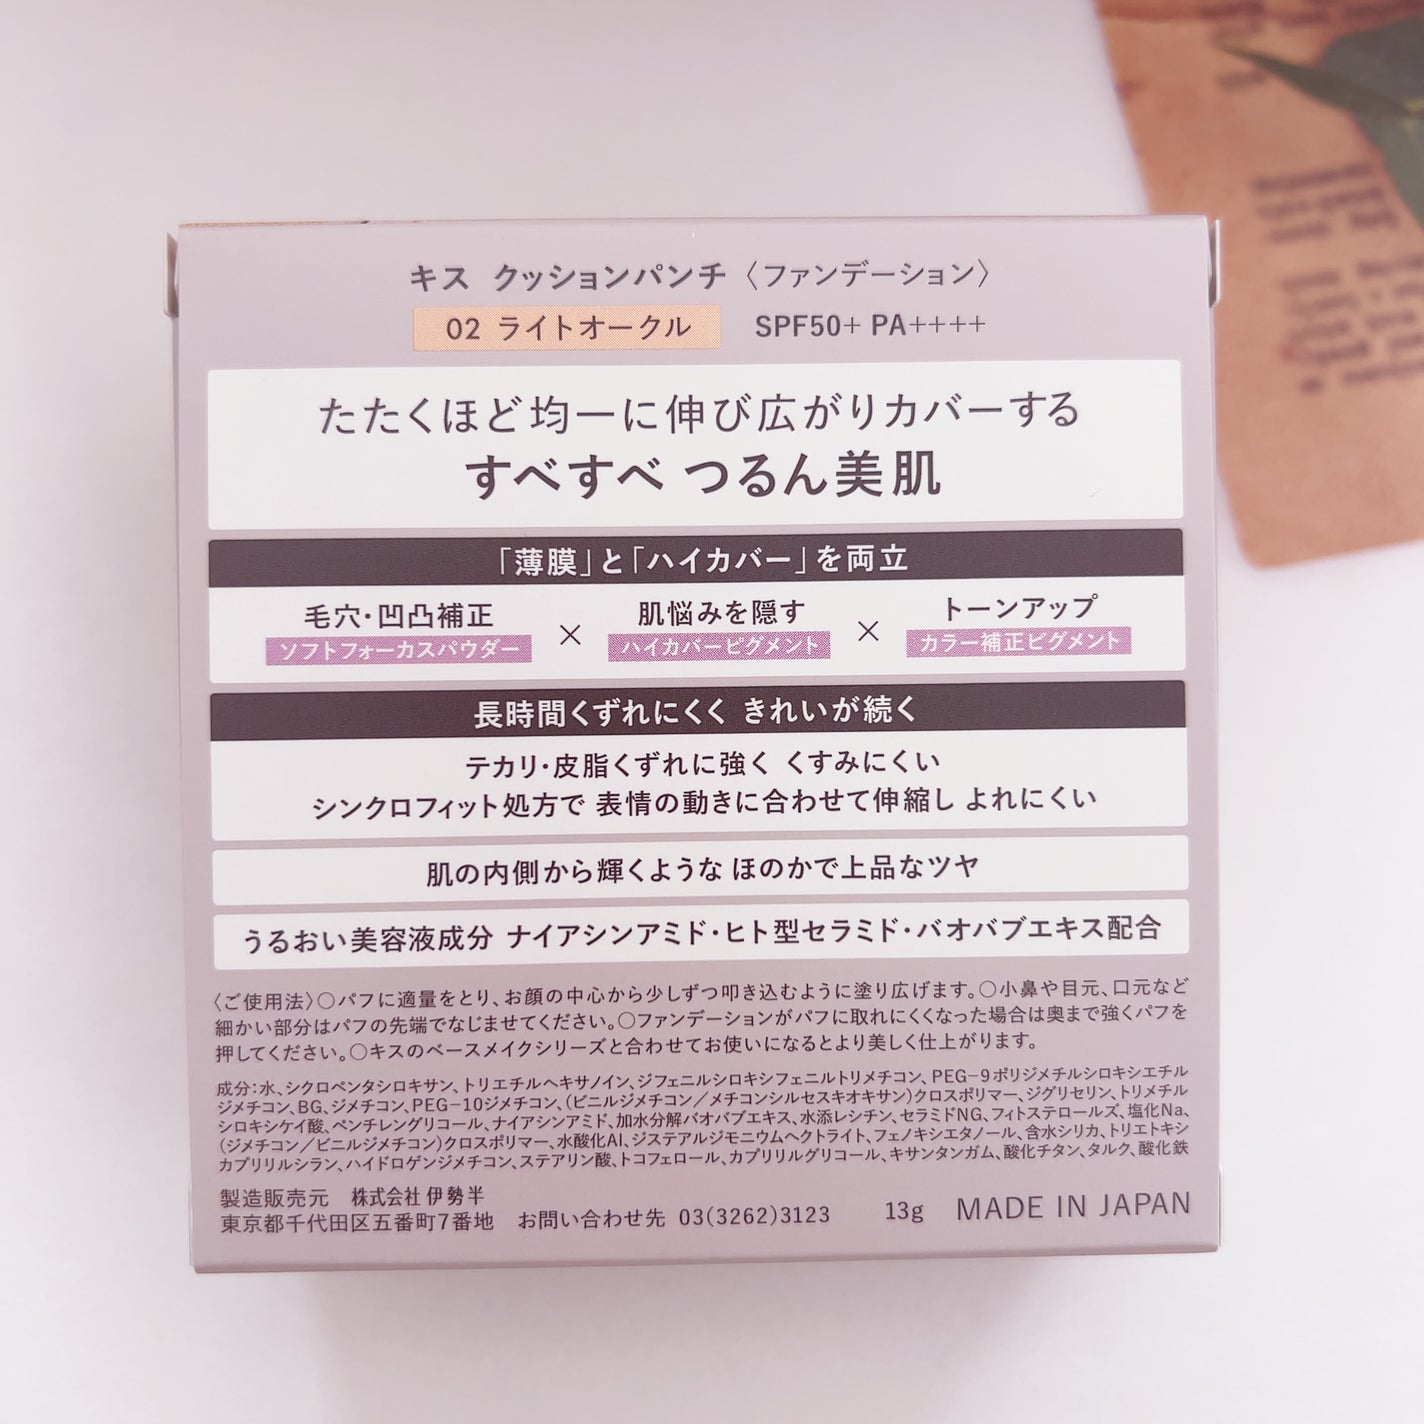 キス クッションパンチ〈ファンデーション〉
02 ライトオークル SPF50+ PA++++
たたくほど均一に伸び広がりカバーする
すべすべ つるん美肌
「薄膜」と「ハイカバー」を両立
毛穴・凹凸補正 × 肌悩みを隠す × トーンアップ
ソフトフォーカスパウダー ハイカバーピグメント カラー補正ピグメント
長時間くずれにくく きれいが続く
テカリ・皮脂くずれに強く くすみにくい
シンクロフィット処方で 表情の動きに合わせて伸縮し よれにくい
肌の内側から輝くような ほのかで上品なツヤ
うるおい美容液成分 ナイアシンアミド・ヒト型セラミド・バオバブエキス配合
〈ご使用法〉○パフに適量をとり、お顔の中心から少しずつ叩き込むように塗り広げます。○小鼻や目元、口元など
細かい部分はパフの先端でなじませてください。○ファンデーションがパフに取れにくくなった場合は奥まで強くパフを
押してください。○キスのベースメイクシリーズと合わせてお使いになるとより美しく仕上がります。
成分：水、シクロペンタシロキサン、トリエチルヘキサノイン、ジフェニルシロキシフェニルトリメチコン、PEG-9ポリジメチルシロキシエチル
ジメチコン、BG、ジメチコン、PEG-10ジメチコン、(ビニルジメチコン／メチコンシルセスキオキサン)クロスポリマー、ジグリセリン、トリメチル
シロキシケイ酸、ペンチレングリコール、ナイアシンアミド、加水分解バオバブエキス、水添レシチン、セラミドNG、フィトステロールズ、塩化Na、
(ジメチコン／ビニルジメチコン)クロスポリマー、水酸化Al、ジステアルジモニウムヘクトライト、フェノキシエタノール、含水シリカ、トリエトキシ
カプリリルシラン、ハイドロゲンジメチコン、ステアリン酸、トコフェロール、カプリリルグリコール、キサンタンガム、酸化チタン、タルク、酸化鉄
製造販売元 株式会社 伊勢半
東京都千代田区五番町7番地 お問い合わせ先 03(3262)3123 13g MADE IN JAPAN